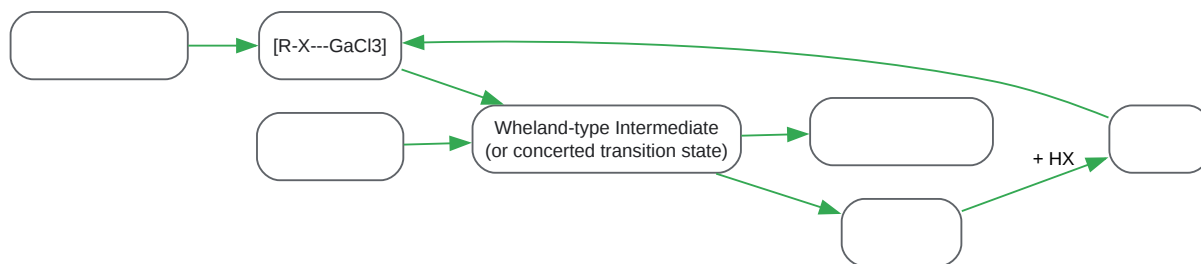 [R-X---GaCl3]
Wheland-type Intermediate
(or concerted transition state)
+ HX